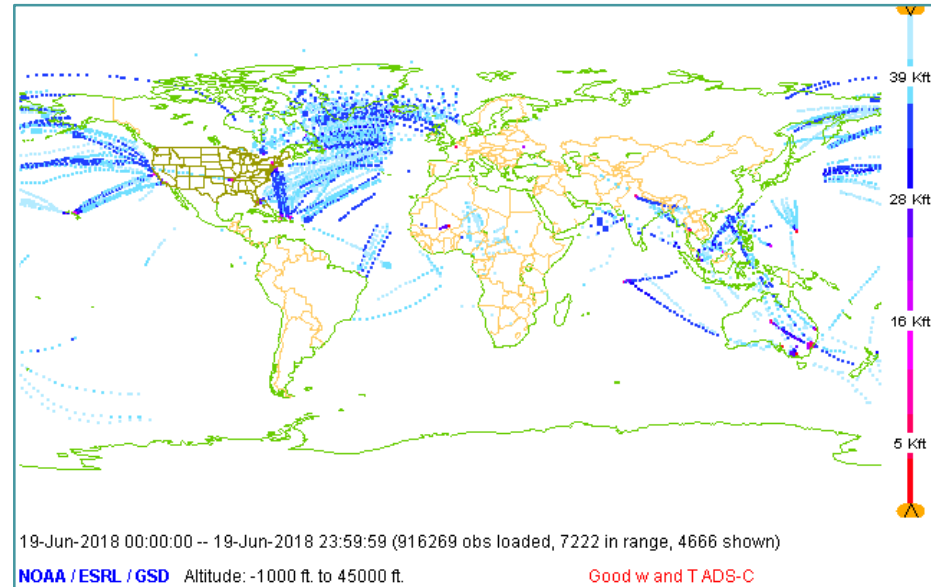 39 Kft
28 Kft
16 Kft
5 Kft
19-Jun-2018 00:00:00 -- 19-Jun-2018 23:59:59 (916269 obs loaded, 7222 in range, 4666 shown)
NOAA / ESRL / GSD Altitude: -1000 ft. to 45000 ft. Good w and T ADS-C